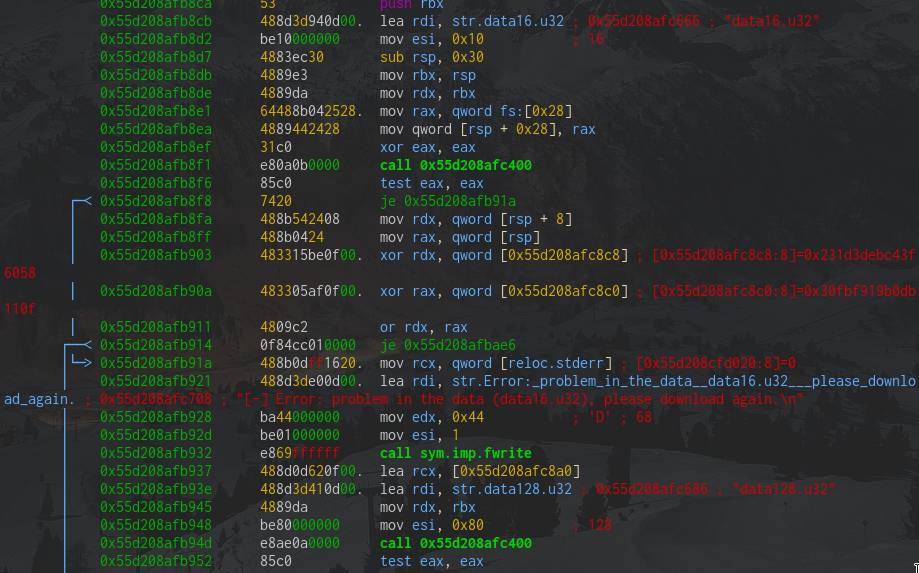 0x55d208afb8ca 53 push rbx
0x55d208afb8cb 488d3d940d00. lea rdi, str.data16.u32 ; 0x55d208afc666 ; "data16.u32"
0x55d208afb8d2 be10000000 mov esi, 0x10 ; 16
0x55d208afb8d7 4883ec30 sub rsp, 0x30
0x55d208afb8db 4889e3 mov rbx, rsp
0x55d208afb8de 4889da mov rdx, rbx
0x55d208afb8e1 64488b042528. mov rax, qword fs:[0x28]
0x55d208afb8ea 4889442428 mov qword [rsp + 0x28], rax
0x55d208afb8ef 31c0 xor eax, eax
0x55d208afb8f1 e80a0b0000 call 0x55d208afc400
0x55d208afb8f6 85c0 test eax, eax
0x55d208afb8f8 7420 je 0x55d208afb91a
0x55d208afb8fa 488b542408 mov rdx, qword [rsp + 8]
0x55d208afb8ff 488b0424 mov rax, qword [rsp]
0x55d208afb903 483315be0f00. xor rdx, qword [0x55d208afc8c8] ; [0x55d208afc8c8:8]=0x231d3debc43f
6058
0x55d208afb90a 483305af0f00. xor rax, qword [0x55d208afc8c0] ; [0x55d208afc8c0:8]=0x30fbf919b0db
110f
0x55d208afb911 4809c2 or rdx, rax
0x55d208afb914 0f84cc010000 je 0x55d208afbae6
0x55d208afb91a 488b0dff1620. mov rcx, qword [reloc.stderr] ; [0x55d208cfd020:8]=0
0x55d208afb921 488d3de00d00. lea rdi, str.Error:_problem_in_the_data__data16.u32___please_downlo
ad_again. ; 0x55d208afc708 ; "[-] Error: problem in the data (data16.u32), please download again.\n"
0x55d208afb928 ba44000000 mov edx, 0x44 ; 'D' ; 68
0x55d208afb92d be01000000 mov esi, 1
0x55d208afb932 e869ffffff call sym.imp.fwrite
0x55d208afb937 488d0d620f00. lea rcx, [0x55d208afc8a0]
0x55d208afb93e 488d3d410d00. lea rdi, str.data128.u32 ; 0x55d208afc686 ; "data128.u32"
0x55d208afb945 4889da mov rdx, rbx
0x55d208afb948 be80000000 mov esi, 0x80 ; 128
0x55d208afb94d e8ae0a0000 call 0x55d208afc400
0x55d208afb952 85c0 test eax, eax